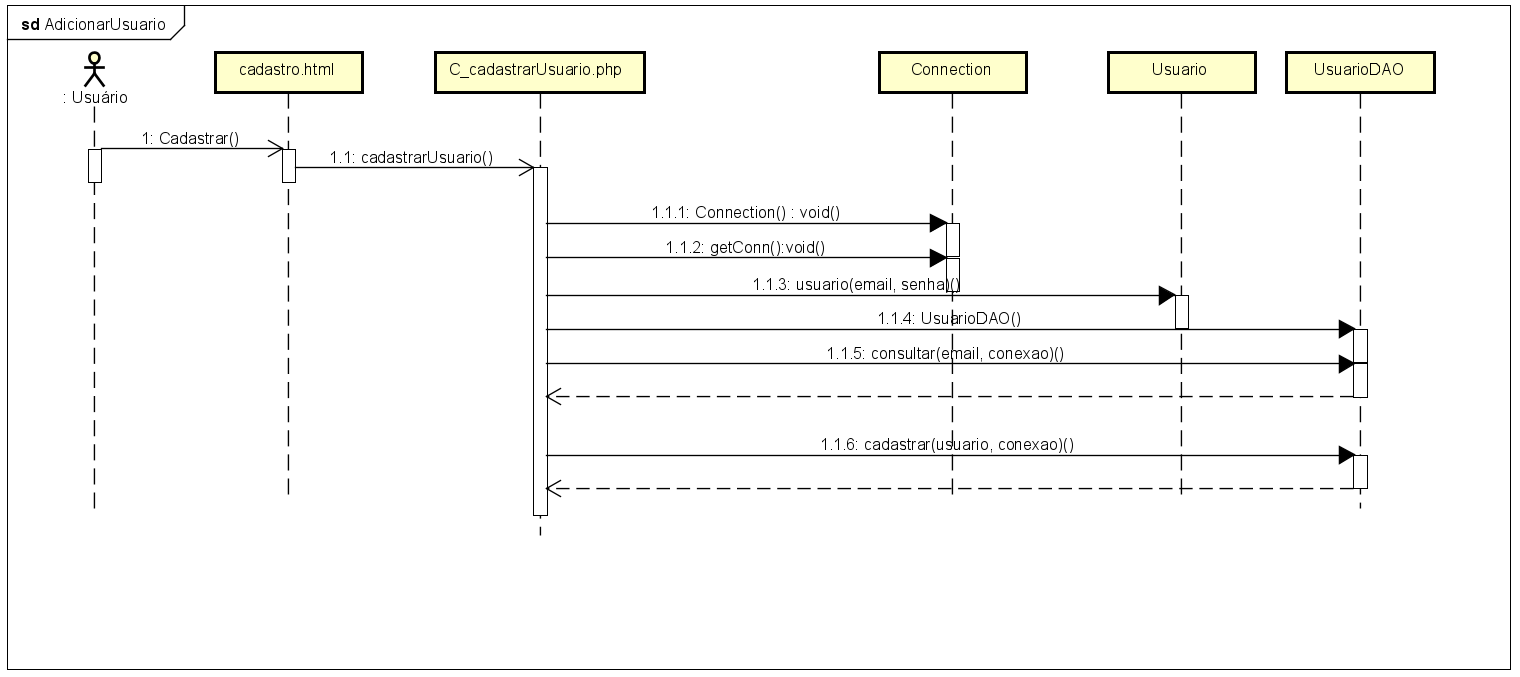 sd AdicionarUsuario
: Usuário
cadastro.html
C_cadastrarUsuario.php
Connection
Usuario
UsuarioDAO
1: Cadastrar()
1.1: cadastrarUsuario()
1.1.1: Connection() : void()
1.1.2: getConn():void()
1.1.3: usuario(email, senha)()
1.1.4: UsuarioDAO()
1.1.5: consultar(email, conexao)()
1.1.6: cadastrar(usuario, conexao)()